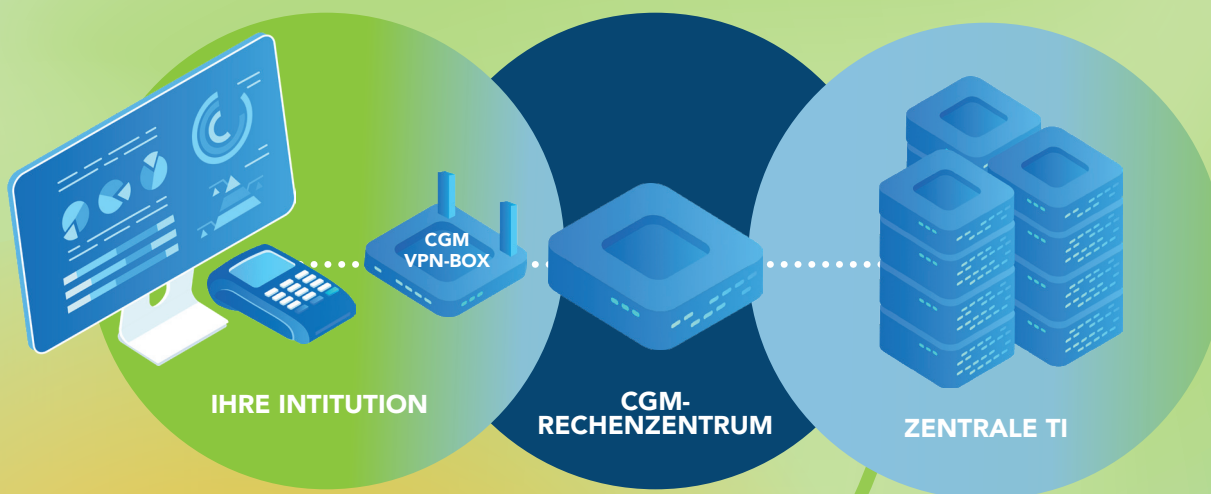 CGM
VPN-BOX
IHRE INTITUTION
CGM-
RECHENZENTRUM
ZENTRALE TI